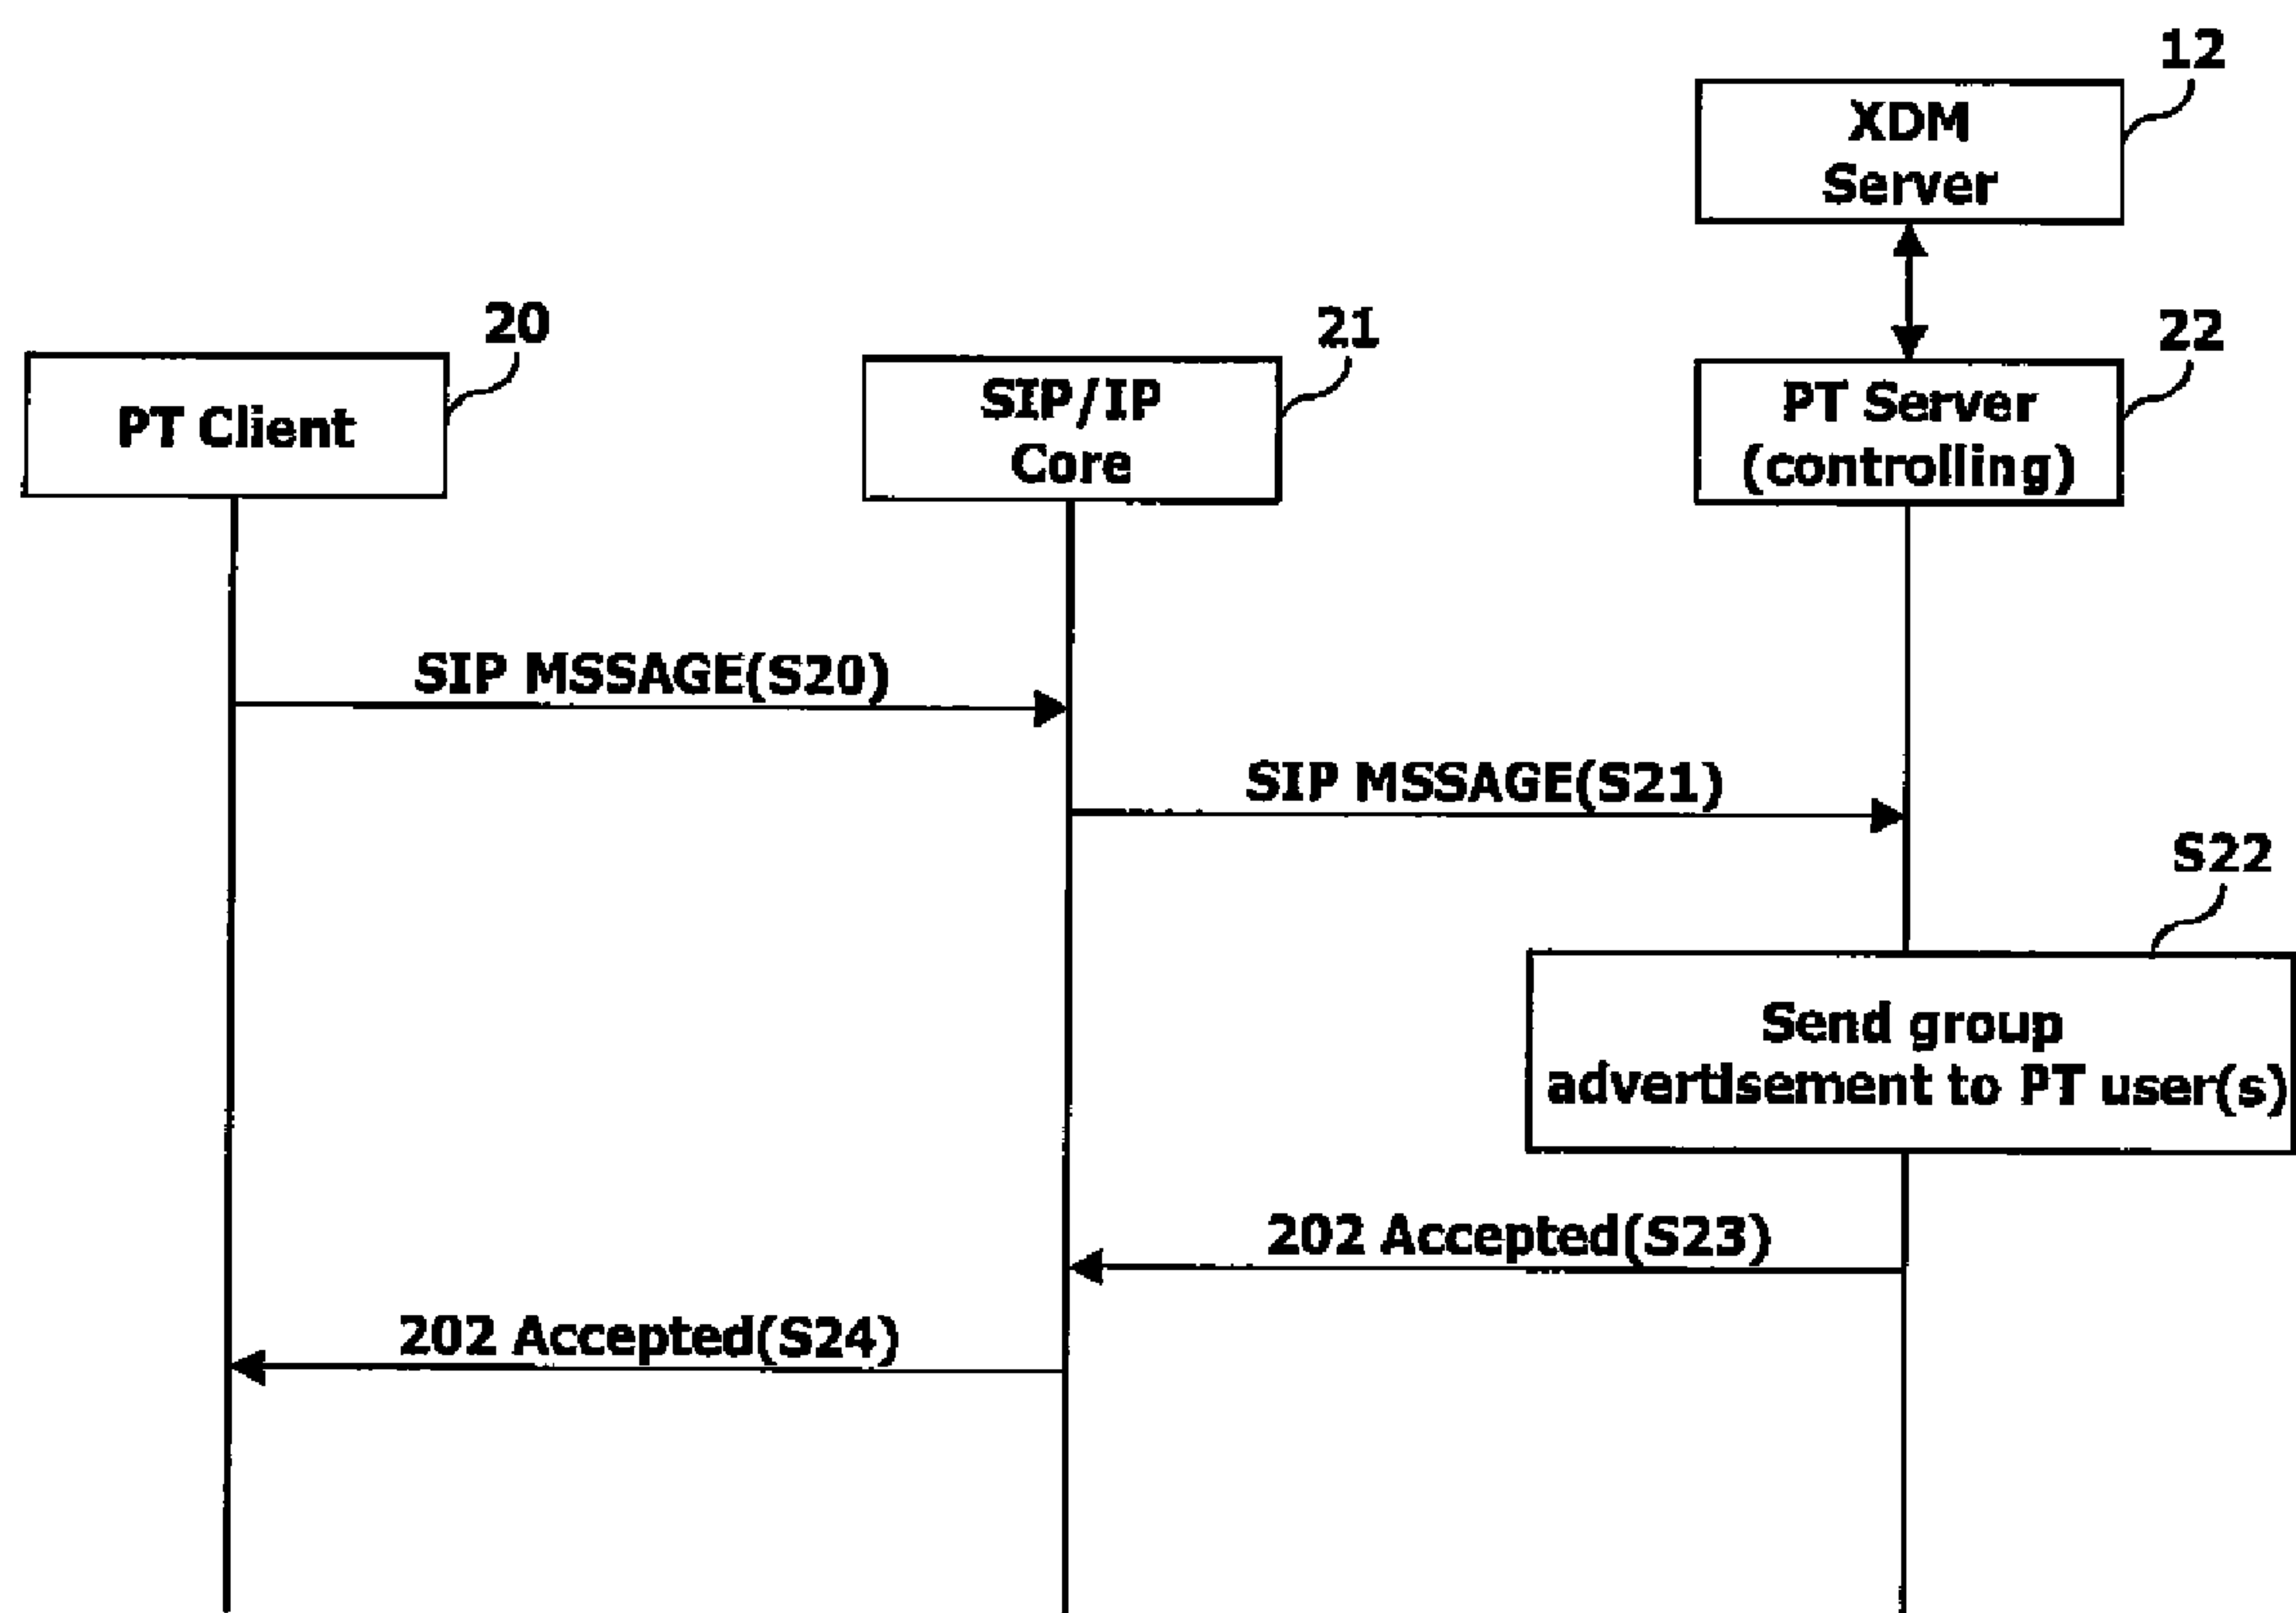 12
XDM
Server
20
21
22
PT Client
SIP/IP
Core
PT Server
(controlling)
SIP MSSAGE(S20)
SIP MSSAGE(S21)
S22
Send group
advertisement to PT user(s)
202 Accepted(S23)
202 Accepted(S24)